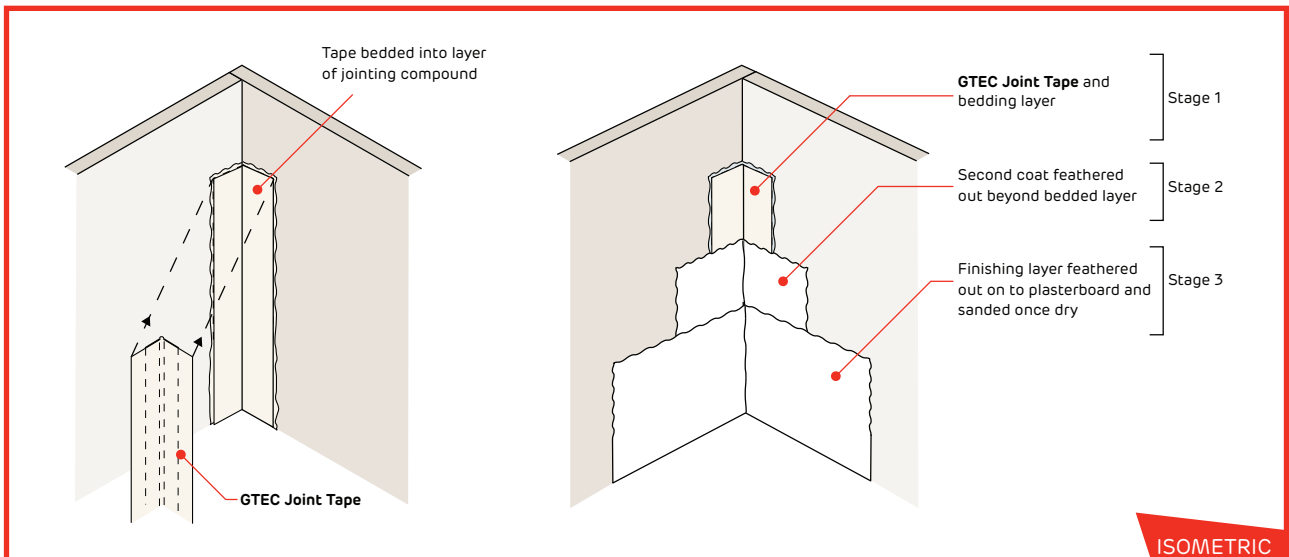 Tape bedded into layer
of jointing compound
GTEC Joint Tape
GTEC Joint Tape and
bedding layer
Stage 1
Second coat feathered
out beyond bedded layer
Stage 2
Finishing layer feathered
out on to plasterboard and
sanded once dry
Stage 3
ISOMETRIC